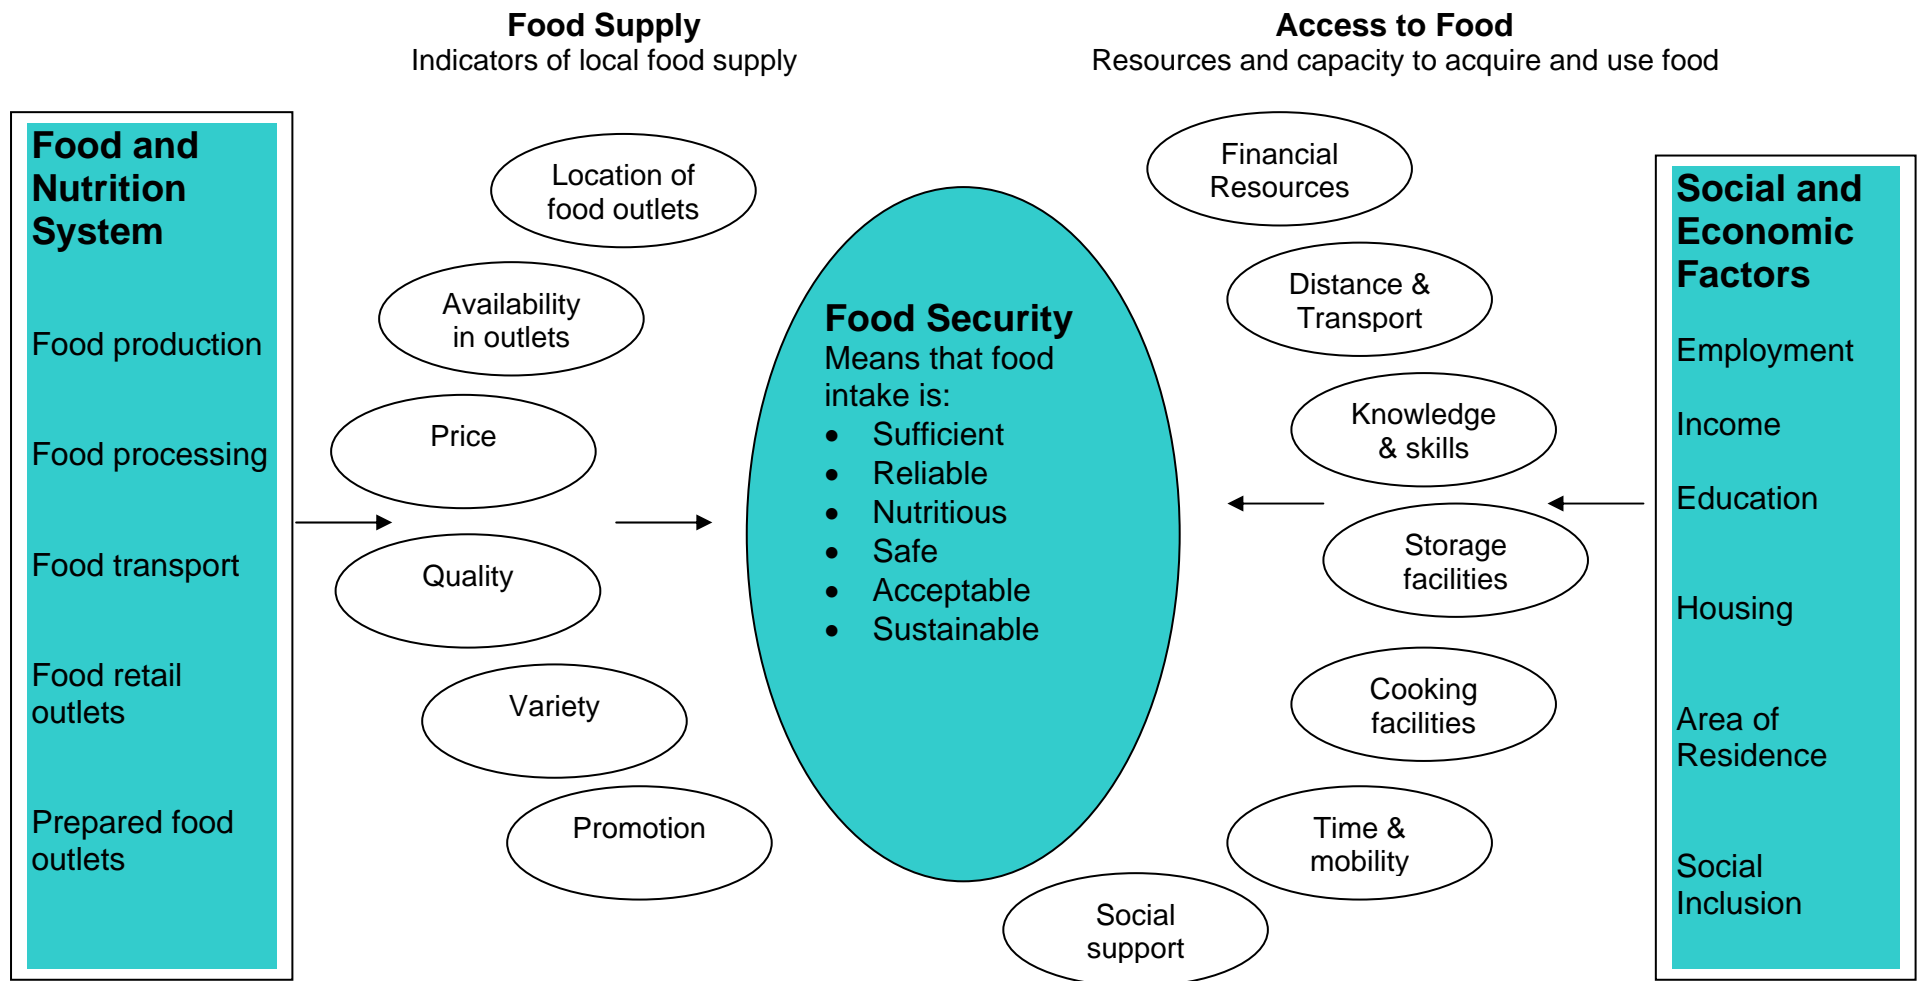 Food Supply
Indicators of local food supply
Access to Food
Resources and capacity to acquire and use food
Food and
Nutrition
System
Food production
Food processing
Food transport
Food retail
outlets
Prepared food
outlets
Location of
food outlets
Availability
in outlets
Price
Quality
Variety
Promotion
Food Security
Means that food
intake is:
• Sufficient
• Reliable
• Nutritious
• Safe
• Acceptable
• Sustainable
Financial
Resources
Distance &
Transport
Knowledge
& skills
Storage
facilities
Cooking
facilities
Time &
mobility
Social
support
Social and
Economic
Factors
Employment
Income
Education
Housing
Area of
Residence
Social
Inclusion